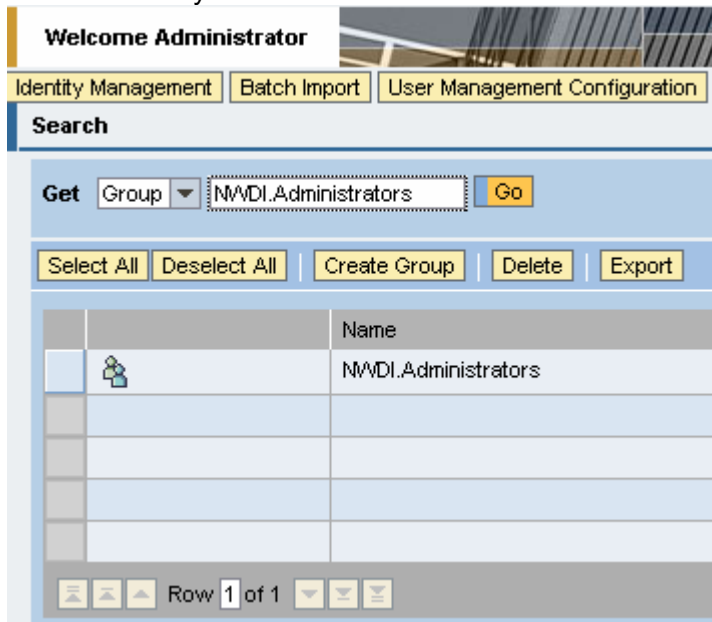 Welcome Administrator
Identity Management Batch Import User Management Configuration
Search
Get Group NWDI.Administrators Go
Select All Deselect All Create Group Delete Export
Name
NWDI.Administrators
Row 1 of 1